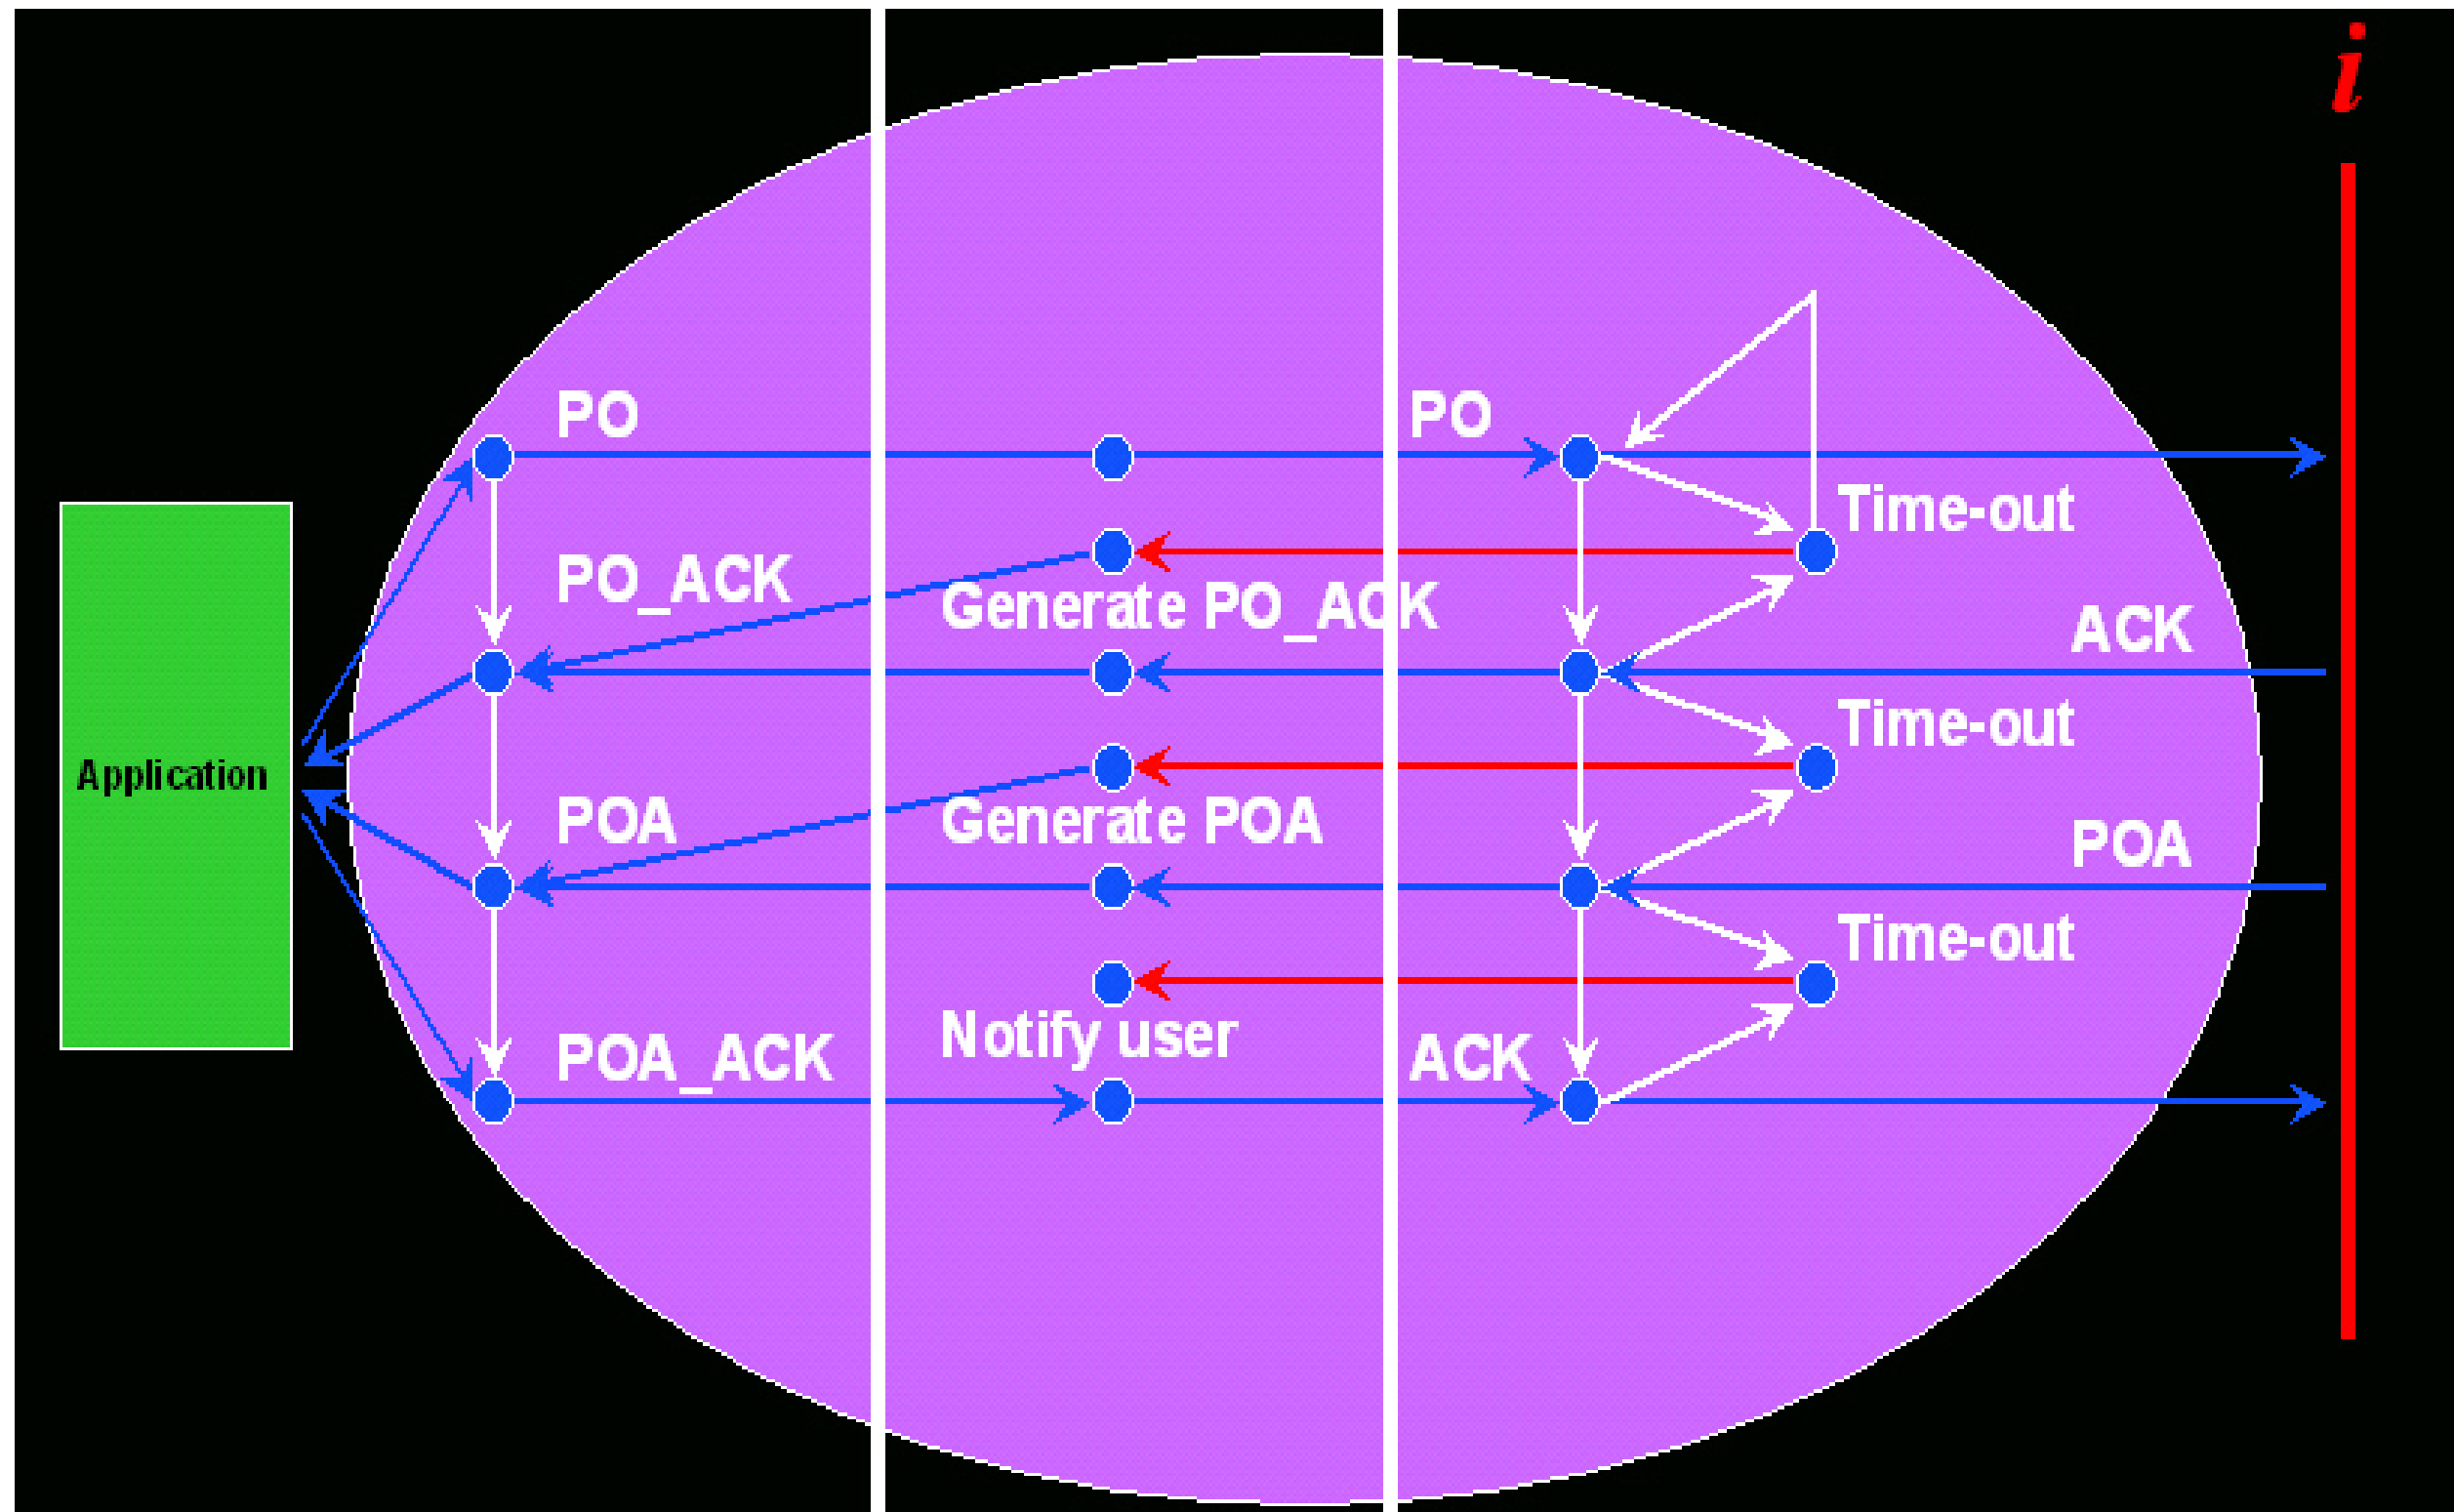 i
PO
PO
Time-out
PO_ACK
Generate PO_ACK
ACK
Time-out
Application
POA
Generate POA
POA
Time-out
Notify user
POA_ACK
ACK